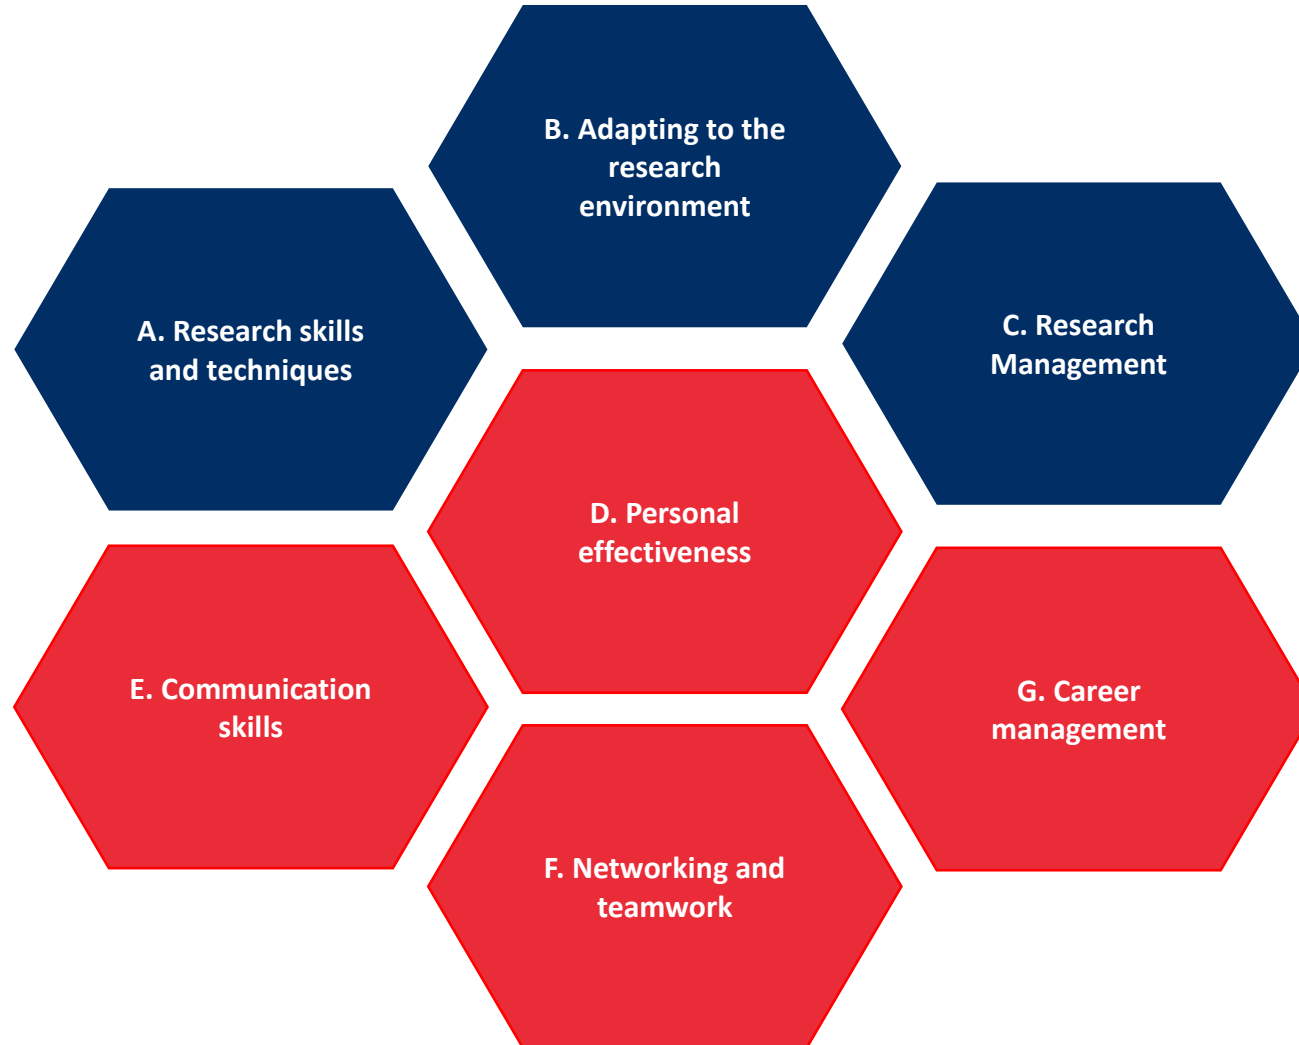 B. Adapting to the
research
environment
A. Research skills
and techniques
C. Research
Management
D. Personal
effectiveness
E. Communication
skills
G. Career
management
F. Networking and
teamwork